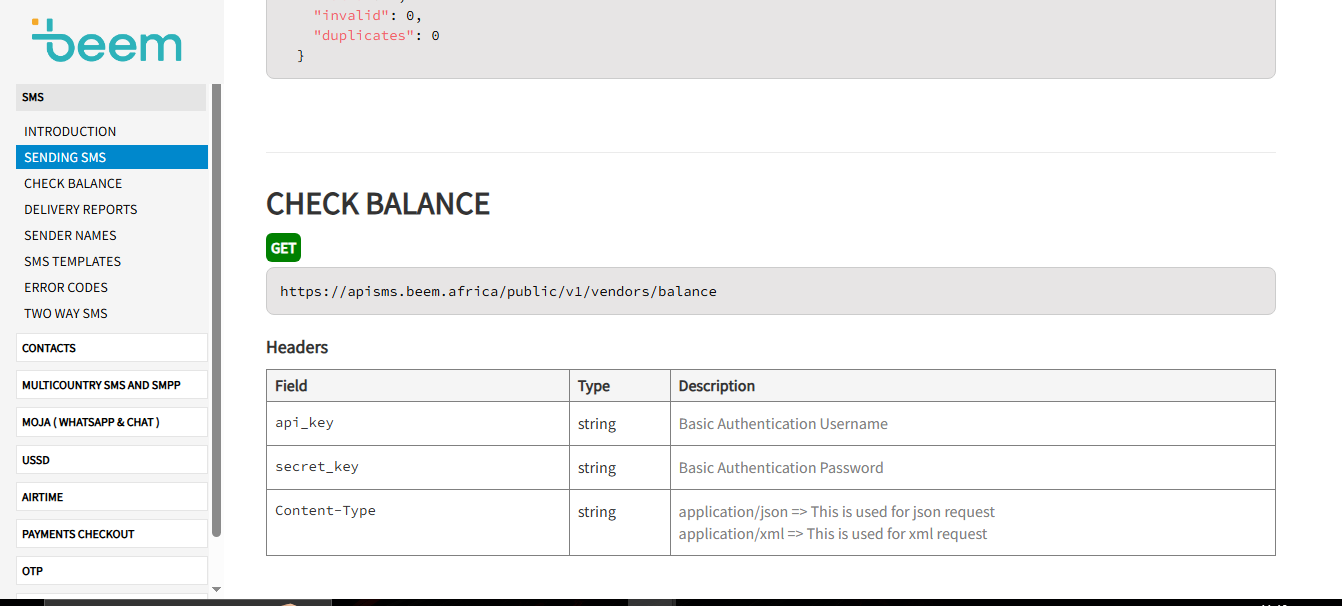 beem
SMS
INTRODUCTION
SENDING SMS
CHECK BALANCE
DELIVERY REPORTS
SENDER NAMES
SMS TEMPLATES
ERROR CODES
TWO WAY SMS
CONTACTS
MULTICOUNTRY SMS AND SMPP
MOJA ( WHATSAPP & CHAT )
USSD
AIRTIME
PAYMENTS CHECKOUT
OTP
"invalid": 0,
"duplicates": 0
}
CHECK BALANCE
GET
https://apisms.beem.africa/public/v1/vendors/balance
Headers
Field Type Description
api_key string Basic Authentication Username
secret_key string Basic Authentication Password
Content-Type string application/json => This is used for json request
application/xml => This is used for xml request